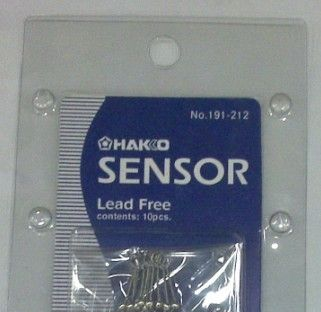 No.191-212
HAKKO
SENSOR
Lead Free
contents: 10pcs.